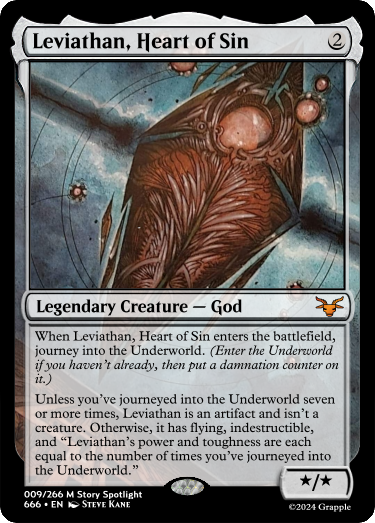 Leviathan, Heart of Sin 2
Legendary Creature — God
When Leviathan, Heart of Sin enters the battlefield,
journey into the Underworld. (Enter the Underworld
if you haven't already, then put a damnation counter on
it.)
Unless you've journeyed into the Underworld seven
or more times, Leviathan is an artifact and isn't a
creature. Otherwise, it has flying, indestructible,
and “Leviathan's power and toughness are each
equal to the number of times you've journeyed into
the Underworld.”
★/★
009/266 M Story Spotlight
666 • EN Steve Kane
©2024 Grapple